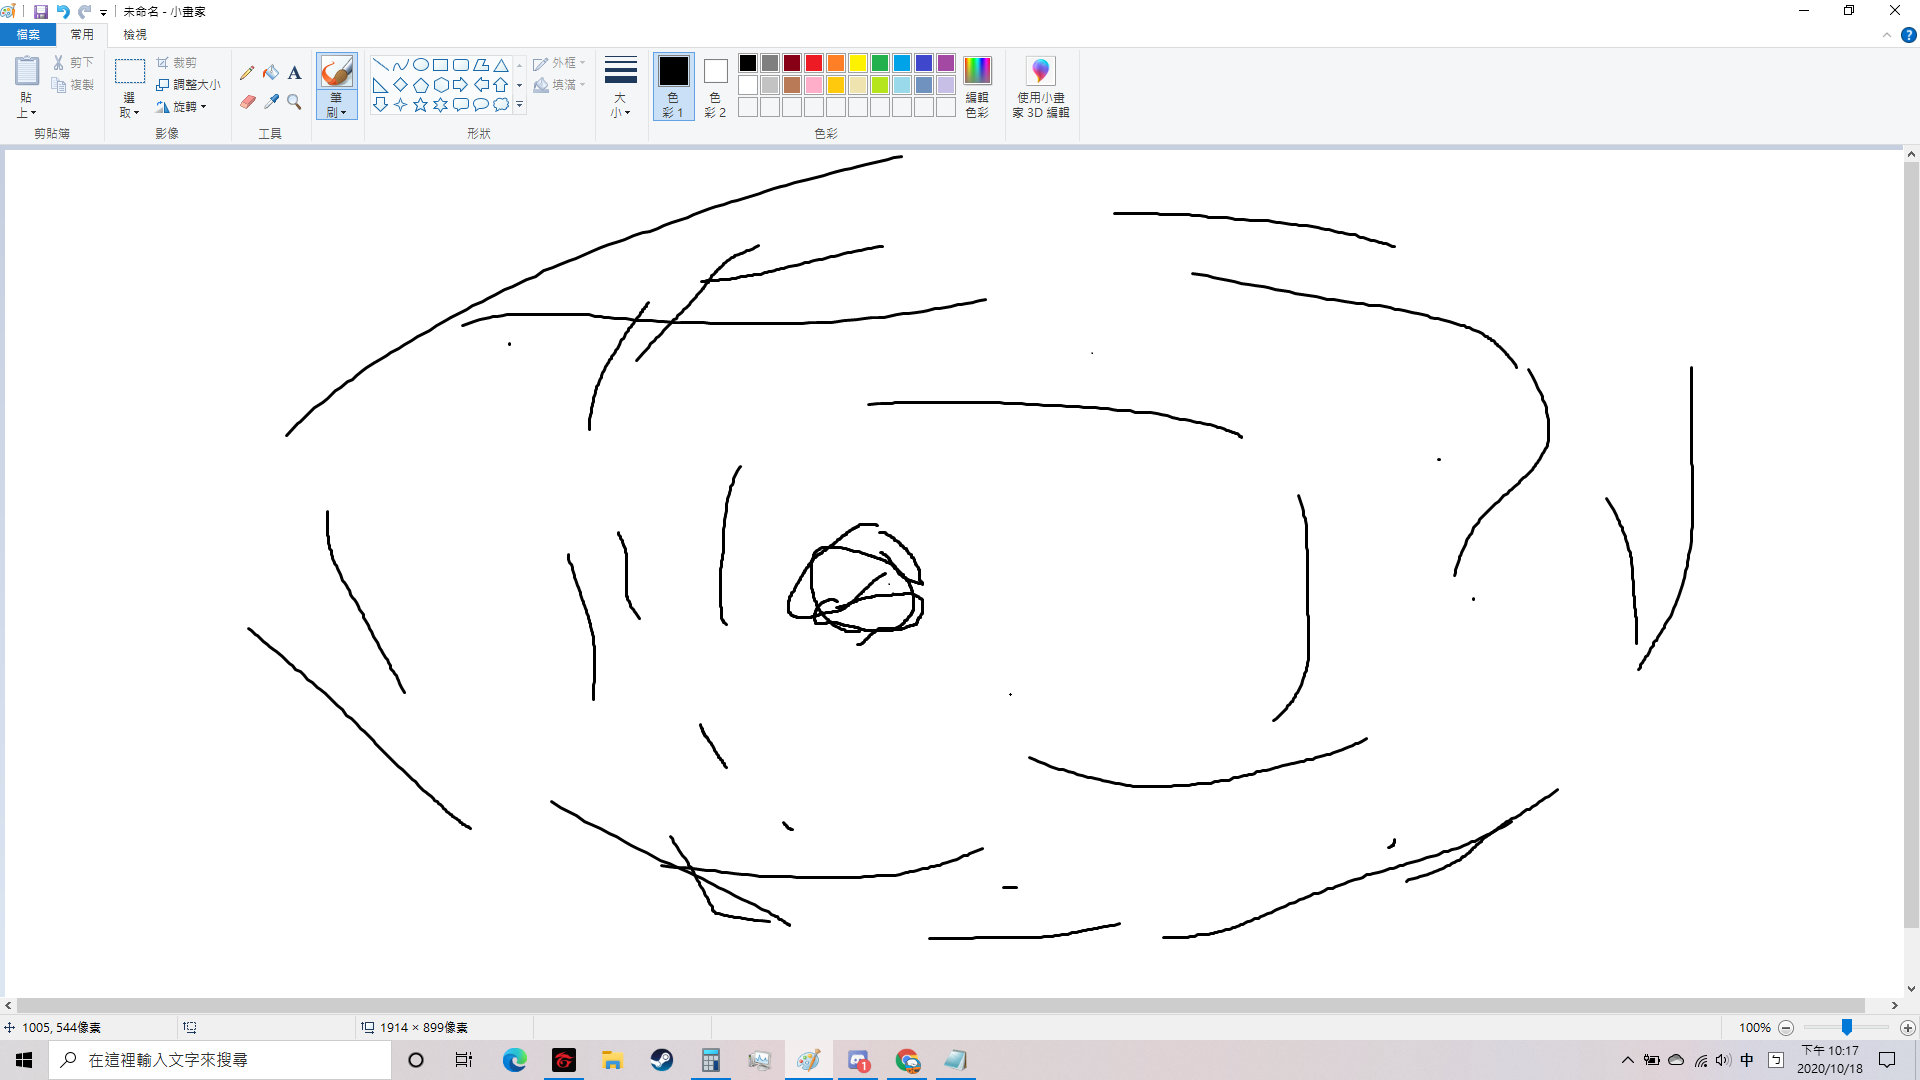 未命名 - 小畫家
檔案 常用 檢視
貼上
剪下
複製
剪貼簿
選取
裁剪
調整大小
旋轉
影像
A
工具
筆刷
外框
填滿
形狀
大小
色彩 1
色彩 2
編輯色彩
色彩
使用小畫家 3D 編輯
1005, 544像素
1914 × 899像素
100%
在這裡輸入文字來搜尋
1
中
ㄅ
下午 10:17
2020/10/18